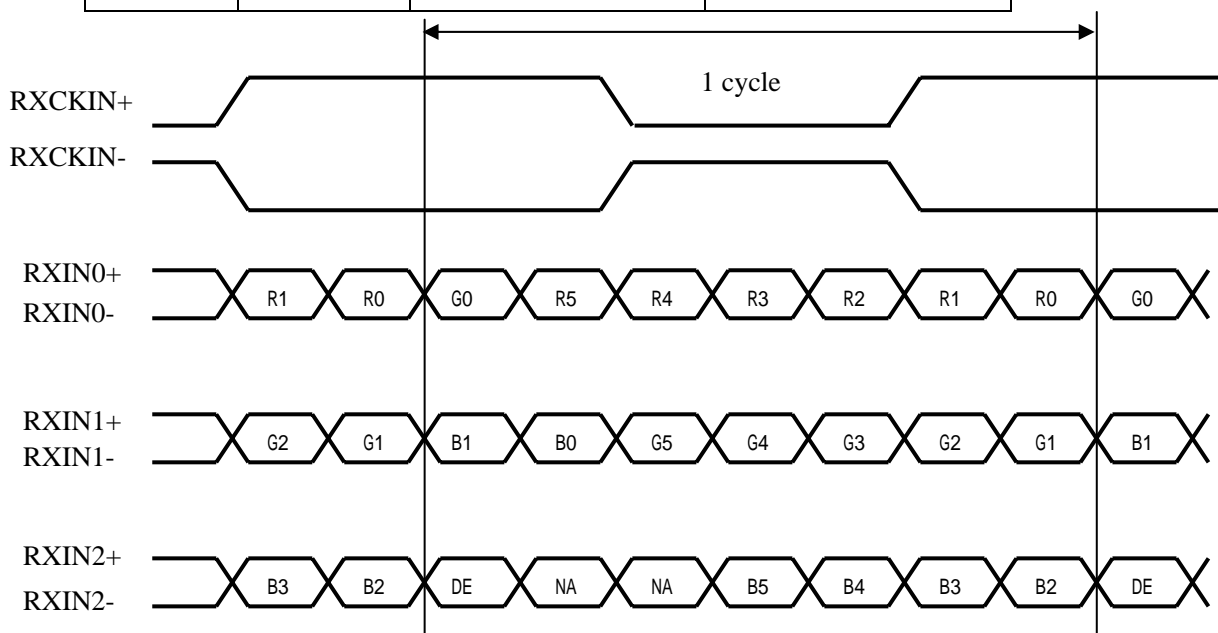 1 cycle
RXCKIN+
RXCKIN-
RXIN0+
RXIN0-
R1 R0 G0 R5 R4 R3 R2 R1 R0 G0
RXIN1+
RXIN1-
G2 G1 B1 B0 G5 G4 G3 G2 G1 B1
RXIN2+
RXIN2-
B3 B2 DE NA NA B5 B4 B3 B2 DE